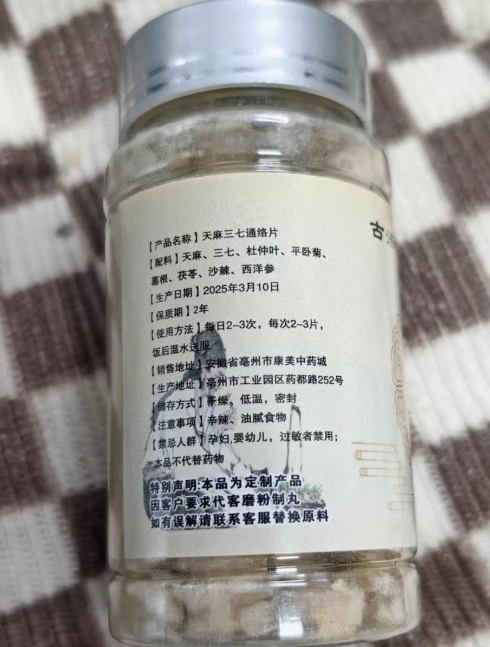 【产品名称】天麻三七通络片
【配料】天麻、三七、杜仲叶、平卧菊、
葛根、茯苓、沙棘、西洋参
【生产日期】2025年3月10日
【保质期】2年
【使用方法】每日2-3次，每次2-3片，
饭后温水送服
【销售地址】安徽省亳州市康美中药城
【生产地址】亳州市工业园区药都路252号
【储存方式】干燥，低温，密封
【注意事项】辛辣、油腻食物
【禁忌人群】孕妇,婴幼儿，过敏者禁用；
本品不代替药物
特别声明:本品为定制产品
因客户要求代客磨粉制丸
如有误解请联系客服替换原料
古